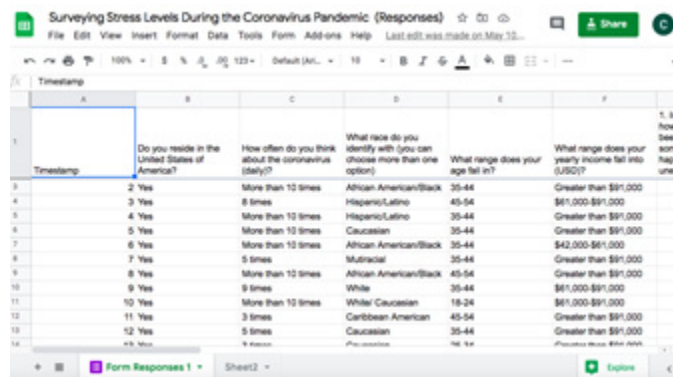 Surveying Stress Levels During the Coronavirus Pandemic (Responses)
File Edit View Insert Format Data Tools Form Add-ons Help Last edit was made on May 10...
Share
C
100% $ % .0 .00 123 Default (Ari... 10 B I S A
fx Timestamp
A B C D E F
1 Timestamp Do you reside in the United States of America? How often do you think about the coronavirus (daily)? What race do you identify with (you can choose more than one option) What range does your age fall in? What range does your yearly income fall into (USD)?
3 2 Yes More than 10 times African American/Black 35-44 Greater than $91,000
4 3 Yes 8 times Hispanic/Latino 45-54 $61,000-$91,000
5 4 Yes More than 10 times Hispanic/Latino 35-44 Greater than $91,000
6 5 Yes More than 10 times Caucasian 35-44 Greater than $91,000
7 6 Yes More than 10 times African American/Black 35-44 $42,000-$61,000
8 7 Yes 5 times Mutiracial 35-44 Greater than $91,000
9 8 Yes More than 10 times African American/Black 45-54 Greater than $91,000
10 9 Yes 9 times White 35-44 $61,000-$91,000
11 10 Yes More than 10 times White/ Caucasian 18-24 $61,000-$91,000
12 11 Yes 3 times Caribbean American 45-54 Greater than $91,000
13 12 Yes 5 times Caucasian 35-44 Greater than $91,000
Form Responses 1 Sheet2 Explore